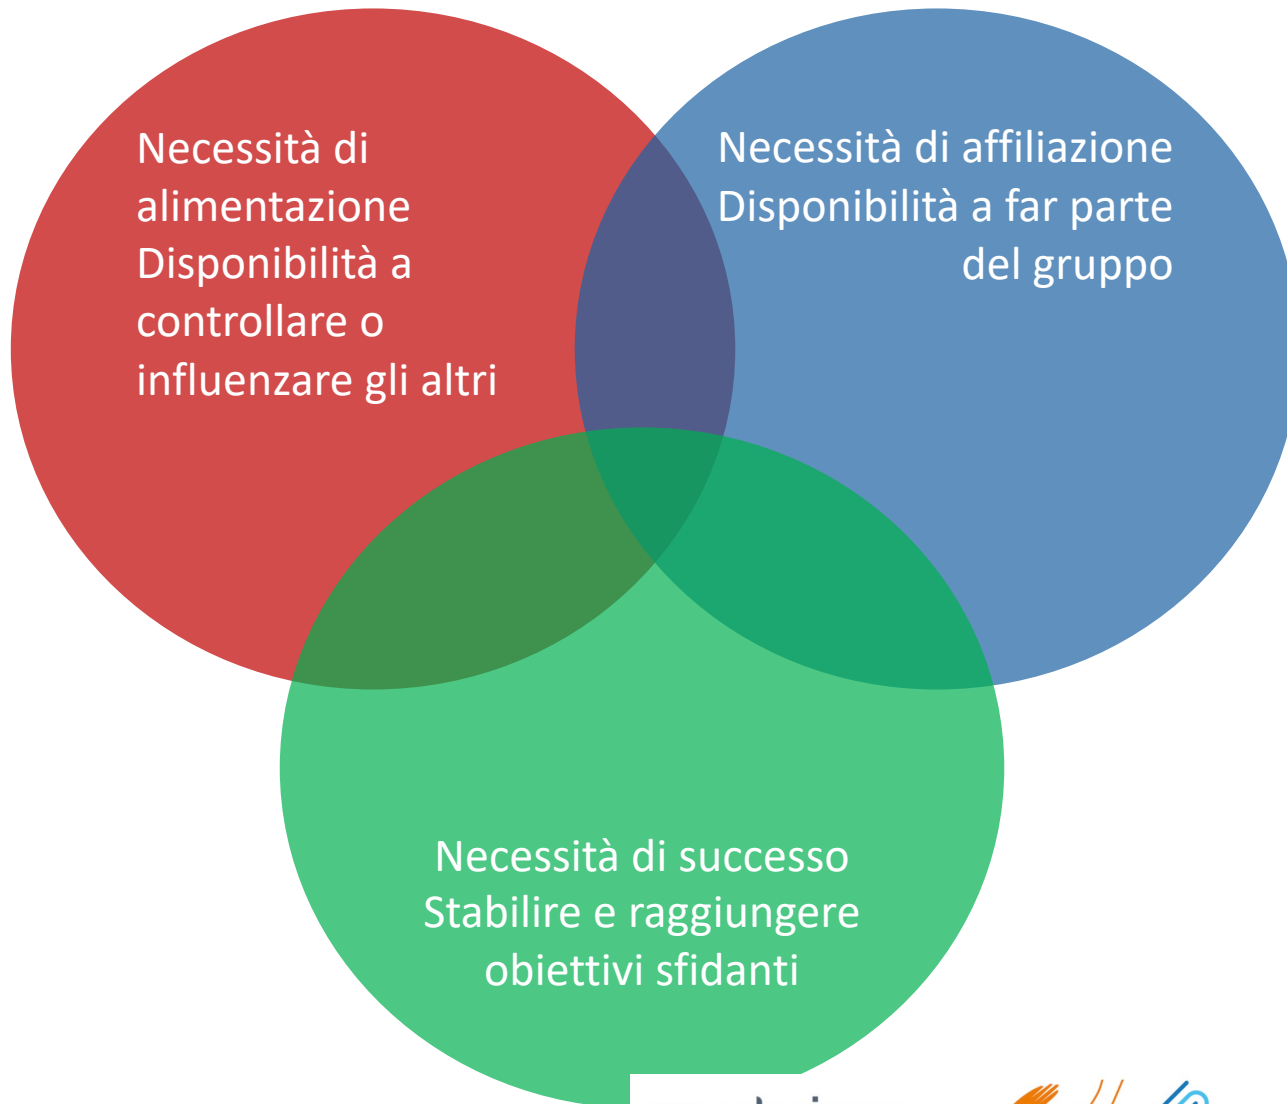 Necessità di
alimentazione
Disponibilità a
controllare o
influenzare gli altri
Necessità di affiliazione
Disponibilità a far parte
del gruppo
Necessità di successo
Stabilire e raggiungere
obiettivi sfidanti